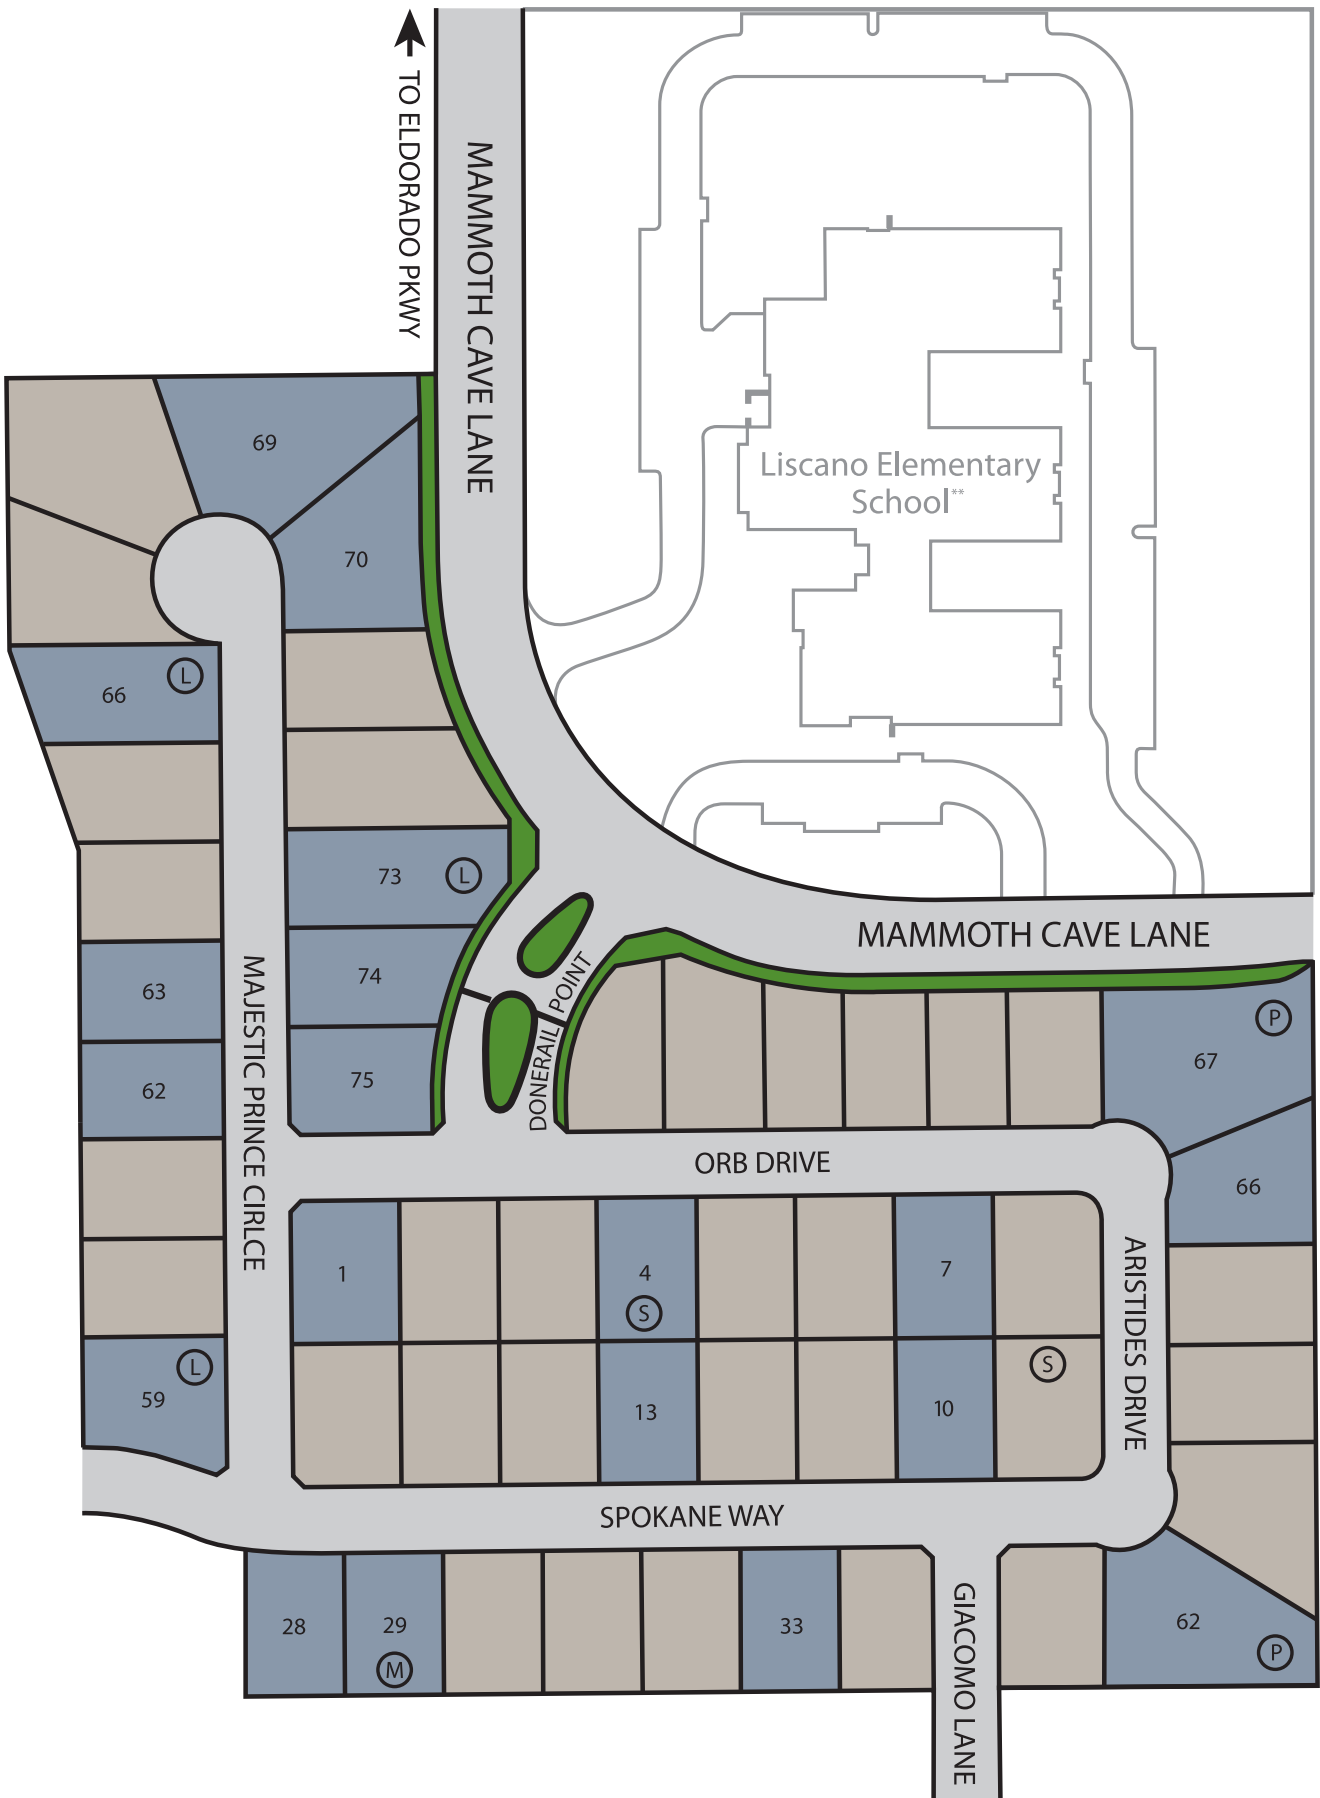 TO ELDORADO PKWY
MAMMOTH CAVE LANE
Liscano Elementary
School**
69
70
66
L
73
L
74
75
63
62
MAJESTIC PRINCE CIRLCE
DONERAIL POINT
MAMMOTH CAVE LANE
P
67
66
ORB DRIVE
1
4
S
7
13
10
S
ARISTIDES DRIVE
L
59
SPOKANE WAY
28
29
M
33
GIACOMO LANE
62
P